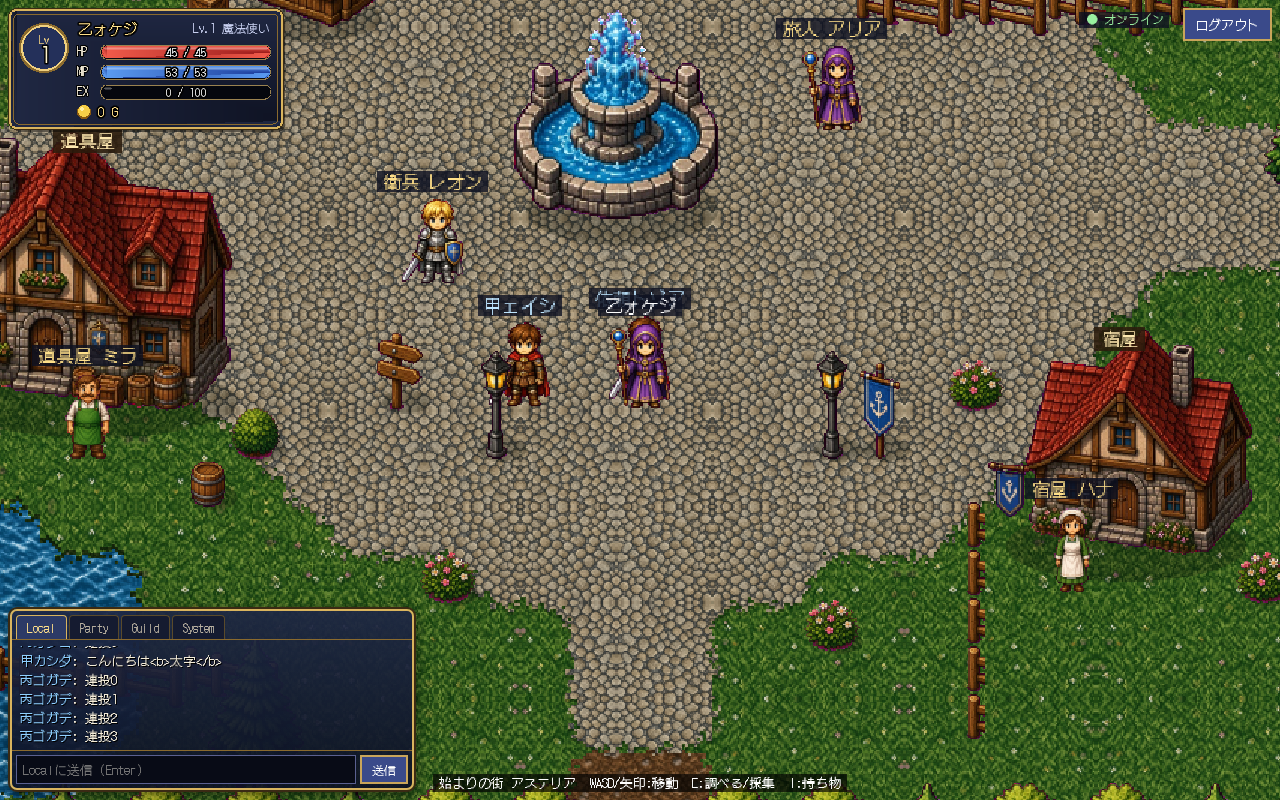 Lv
1
乙ォケジ
Lv.1 魔法使い
HP
45 / 45
MP
53 / 53
EX
0 / 100
0 G
旅人 アリア
オンライン
ログアウト
道具屋
衛兵 レオン
甲ェイシ
乙ォケジ
宿屋
道具屋 ミラ
宿屋 ハナ
Local
Party
Guild
System
甲カシダ: こんにちは<b>太字</b>
丙ゴガデ: 連投0
丙ゴガデ: 連投1
丙ゴガデ: 連投2
丙ゴガデ: 連投3
Localに送信 (Enter)
送信
始まりの街 アステリア WASD/矢印:移動 E:調べる/採集 I:持ち物